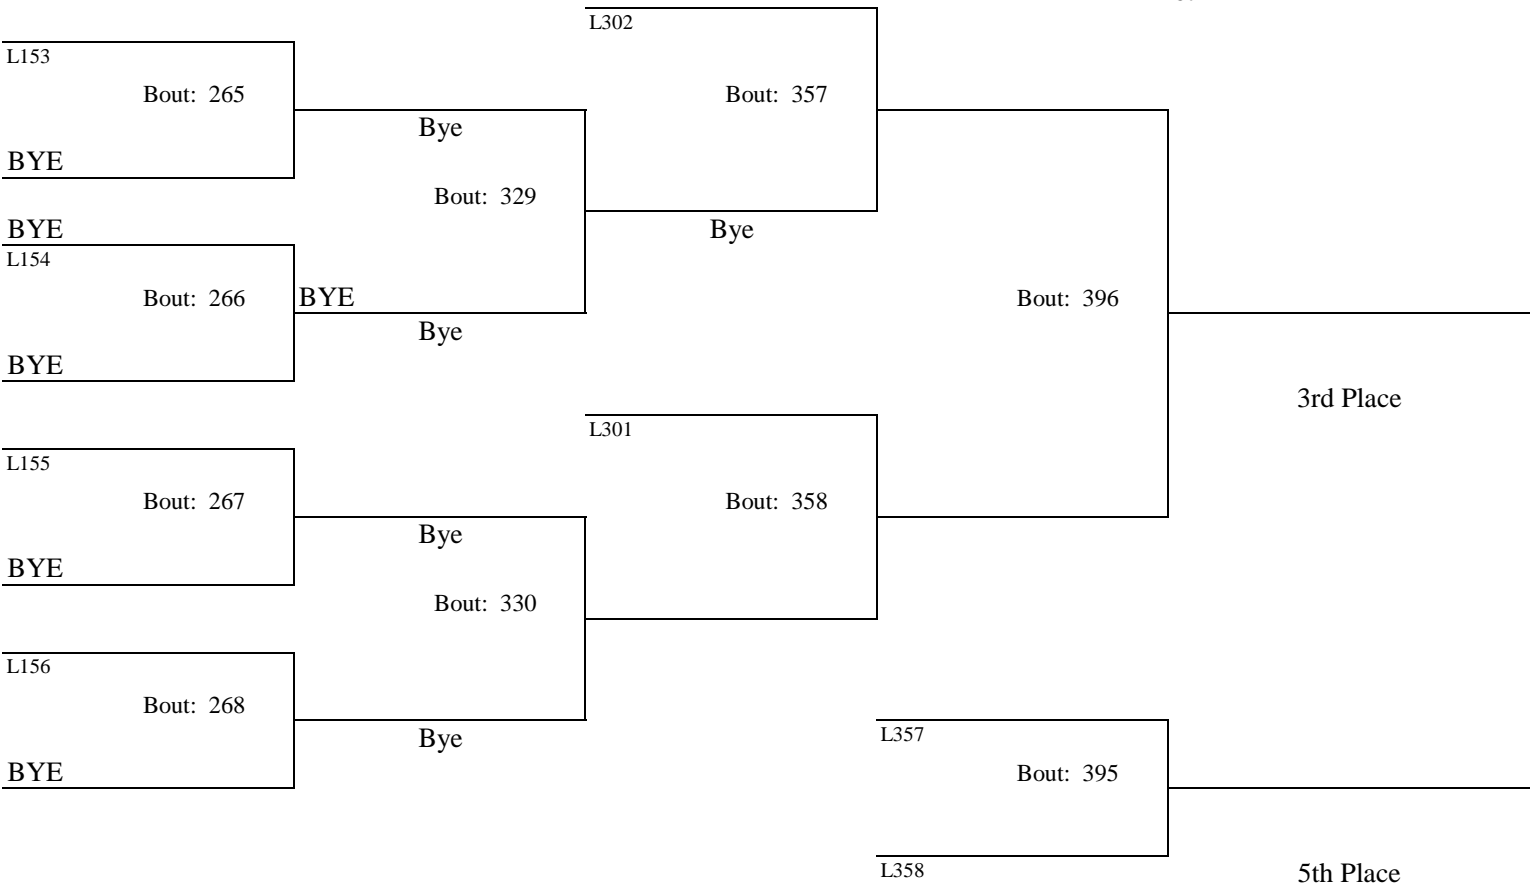 L302
L153
Bout: 265
Bout: 357
Bye
BYE
Bout: 329
BYE
Bye
L154
Bout: 266
BYE
Bout: 396
Bye
BYE
3rd Place
L301
L155
Bout: 267
Bout: 358
Bye
BYE
Bout: 330
L156
Bout: 268
L357
Bye
BYE
Bout: 395
L358
5th Place